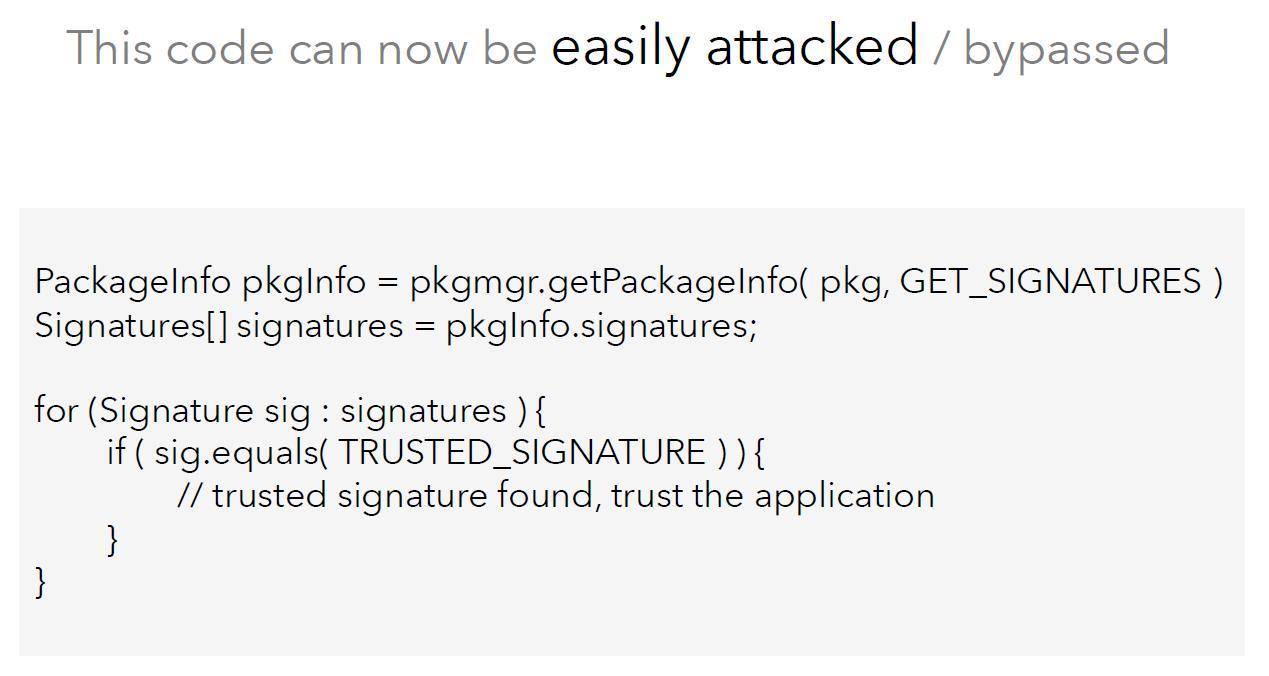 This code can now be easily attacked / bypassed
PackageInfo pkgInfo = pkgmgr.getPackageInfo( pkg, GET_SIGNATURES )
Signatures[] signatures = pkgInfo.signatures;
for (Signature sig : signatures ) {
if ( sig.equals( TRUSTED_SIGNATURE ) ) {
// trusted signature found, trust the application
}
}